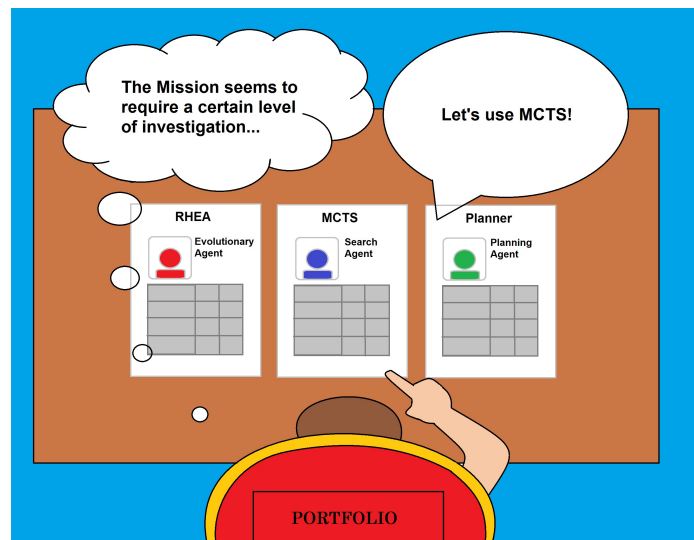 The Mission seems to
require a certain level
of investigation...
Let's use MCTS!
RHEA
Evolutionary
Agent
MCTS
Search
Agent
Planner
Planning
Agent
PORTFOLIO